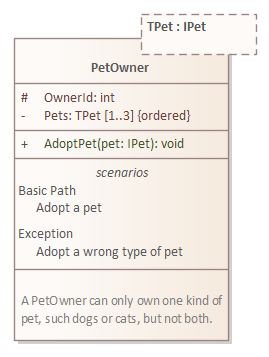 TPet : IPet
PetOwner
# OwnerId: int
- Pets: TPet [1..3] {ordered}
+ AdoptPet(pet: IPet): void
scenarios
Basic Path
Adopt a pet
Exception
Adopt a wrong type of pet
A PetOwner can only own one kind of
pet, such dogs or cats, but not both.